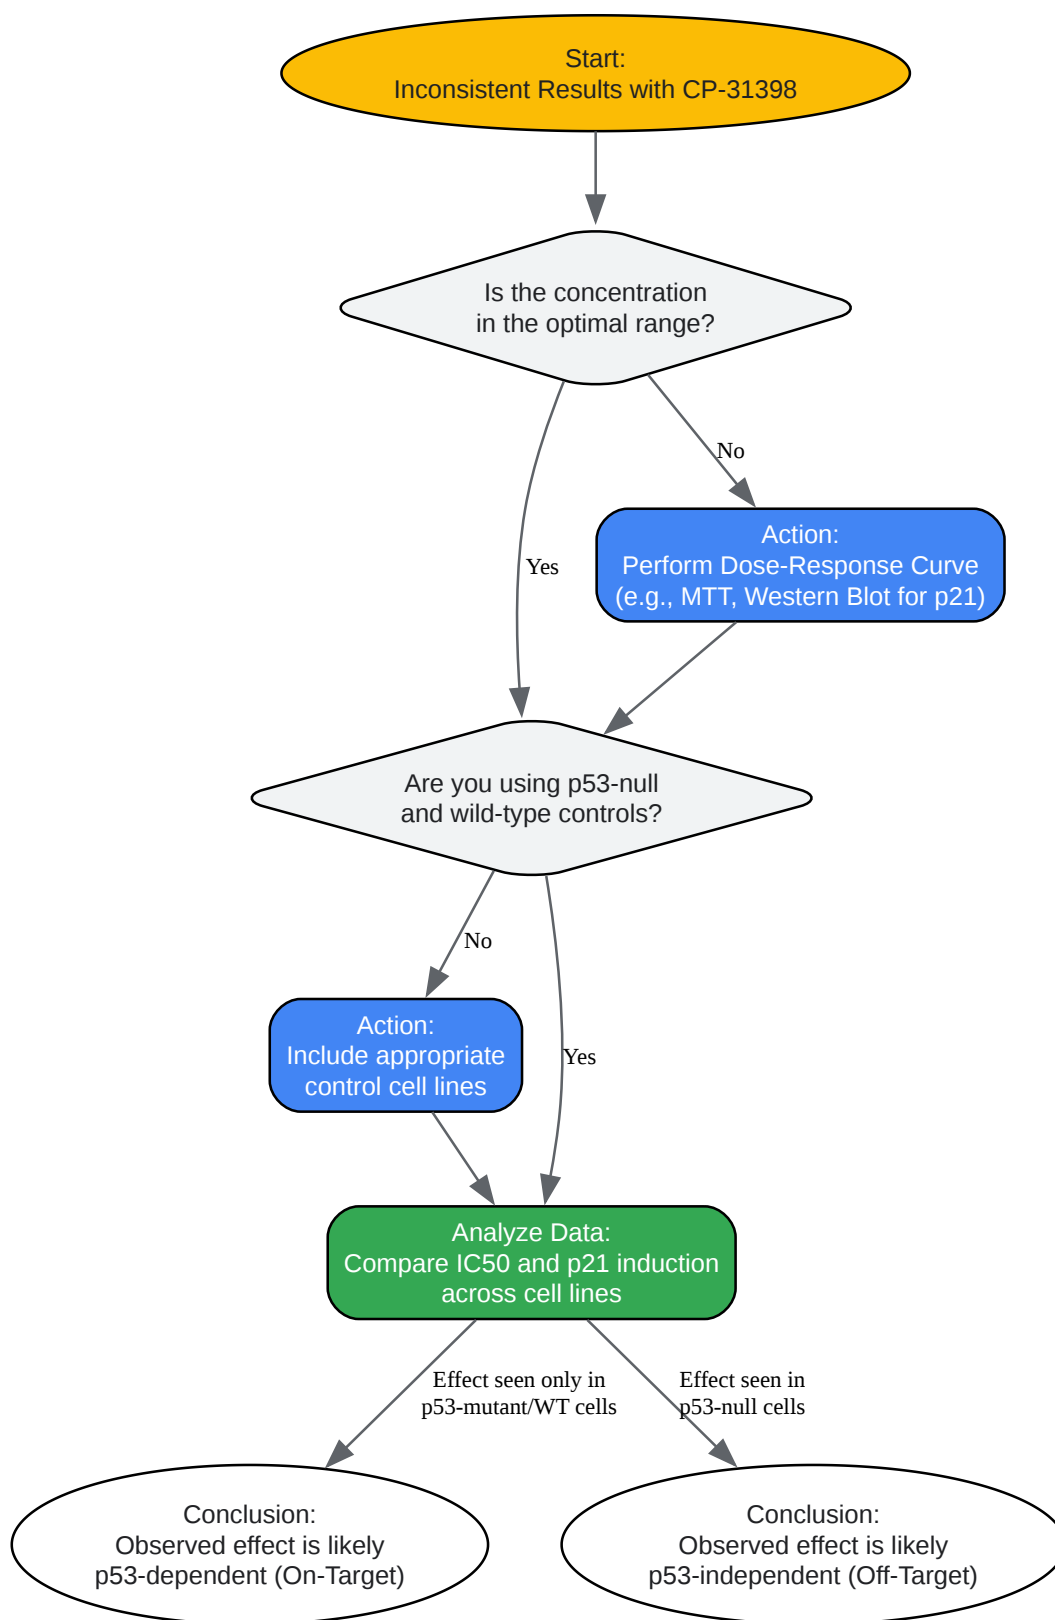 Start:
Inconsistent Results with CP-31398
Is the concentration
in the optimal range?
No
Action:
Perform Dose-Response Curve
(e.g., MTT, Western Blot for p21)
Yes
Are you using p53-null
and wild-type controls?
No
Action:
Include appropriate
control cell lines
Yes
Analyze Data:
Compare IC50 and p21 induction
across cell lines
Effect seen only in
p53-mutant/WT cells
Effect seen in
p53-null cells
Conclusion:
Observed effect is likely
p53-dependent (On-Target)
Conclusion:
Observed effect is likely
p53-independent (Off-Target)